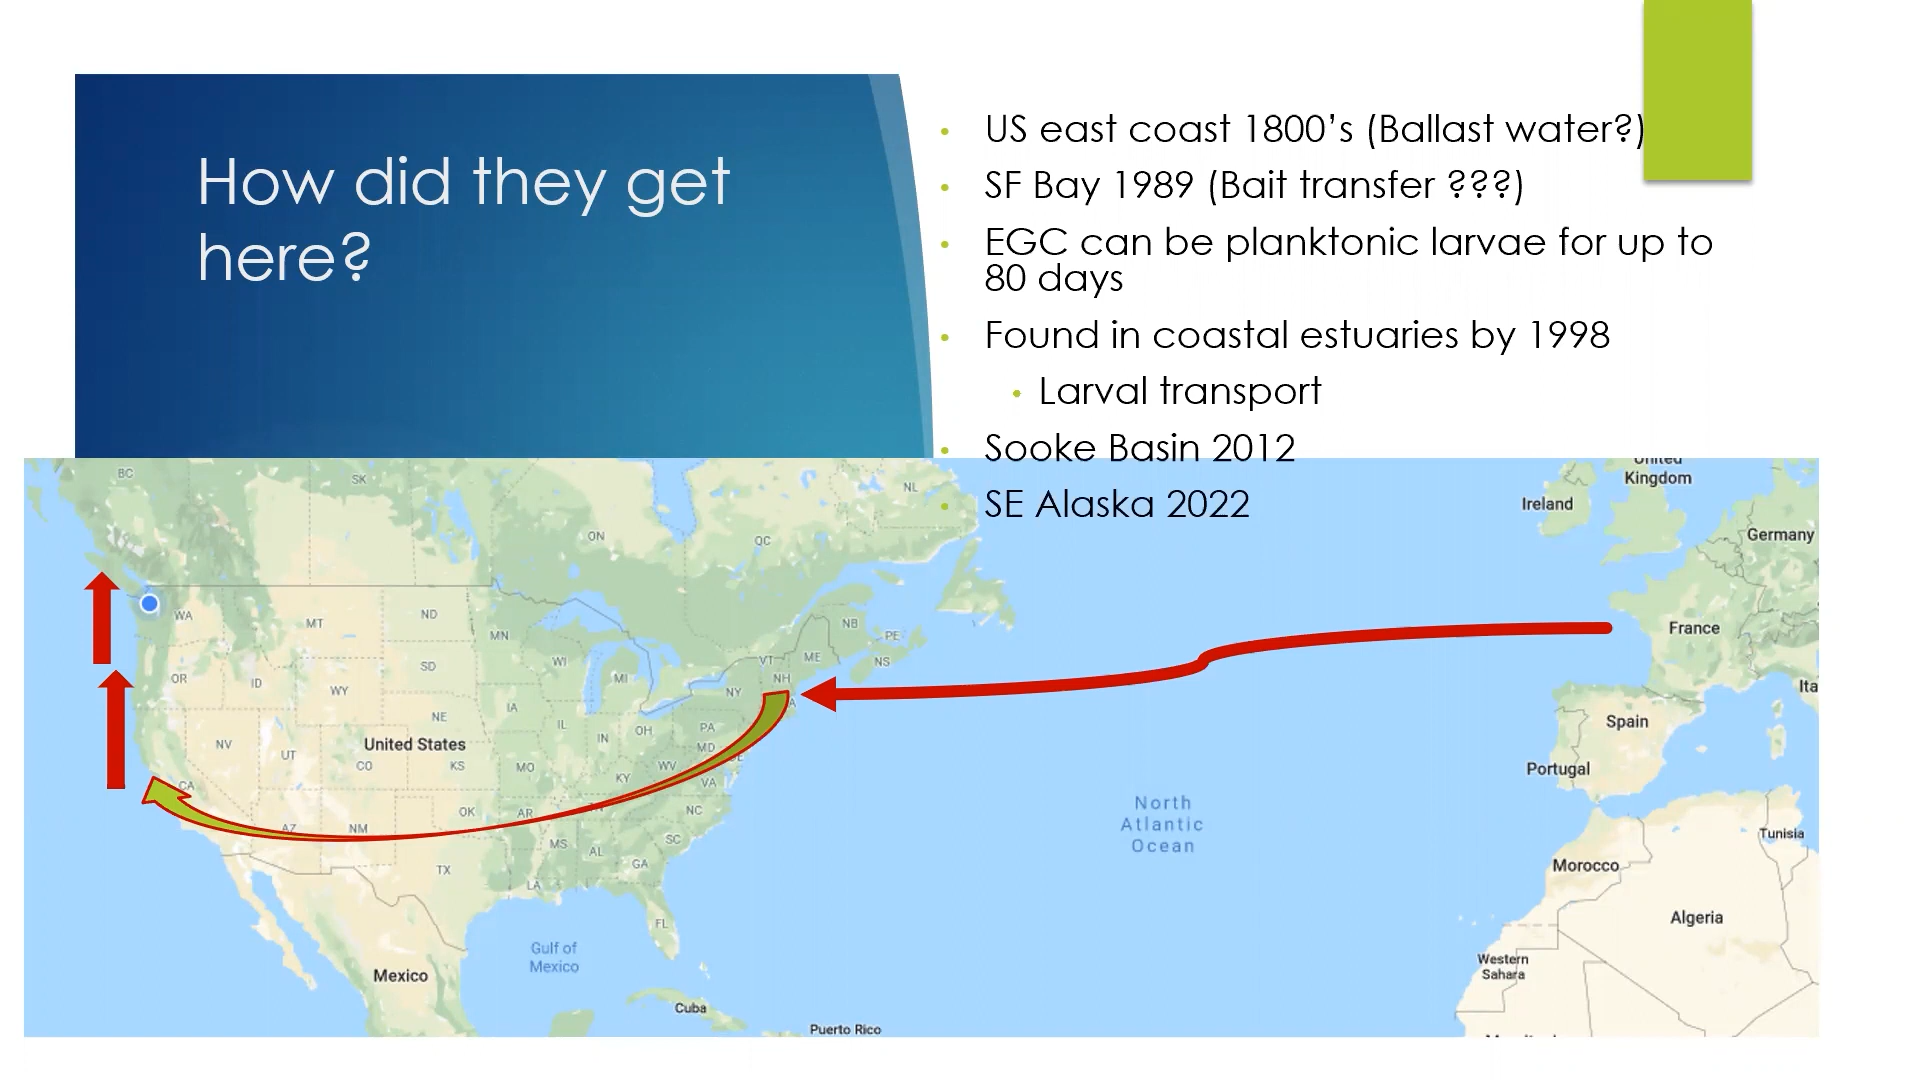 How did they get
here?
US east coast 1800's (Ballast water?)
SF Bay 1989 (Bait transfer ???)
EGC can be planktonic larvae for up to
80 days
Found in coastal estuaries by 1998
Larval transport
Sooke Basin 2012
SE Alaska 2022
BC
SK
NL
ON
QC
United
Kingdom
Ireland
Germany
WA
MT
ND
MN
NB
PE
NS
France
OR
ID
SD
WI
MI
VT
ME
NH
WY
NY
Ita
NE
IA
IL
IN
OH
PA
MD
Spain
NV
UT
United States
CO
KS
MO
KY
WV
VA
Portugal
CA
OK
AR
NC
North
Atlantic
Ocean
AZ
NM
MS
AL
SC
GA
Tunisia
TX
LA
Morocco
FL
Algeria
Gulf of
Mexico
Mexico
Western
Sahara
Cuba
Puerto Rico